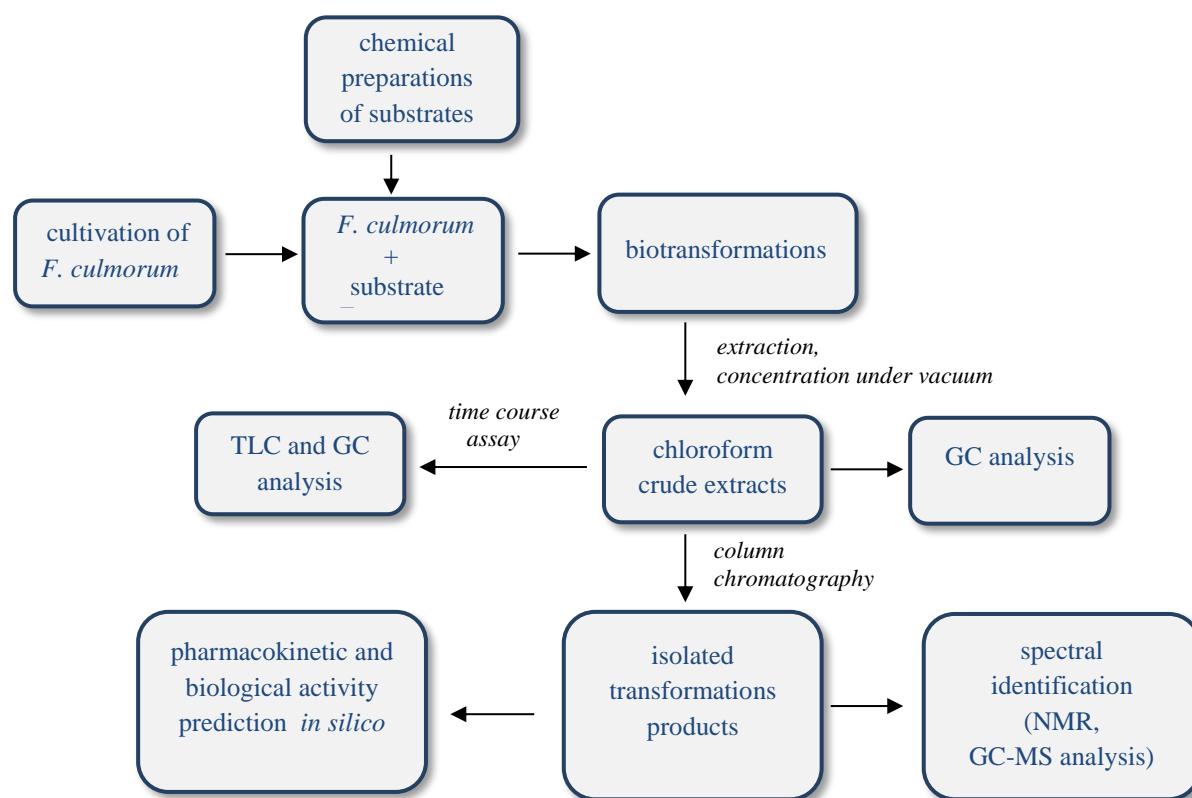 chemical
preparations
of substrates
cultivation of
F. culmorum
F. culmorum
+
substrate
biotransformations
extraction,
concentration under vacuum
time course
assay
TLC and GC
analysis
chloroform
crude extracts
GC analysis
column
chromatography
pharmacokinetic and
biological activity
prediction in silico
isolated
transformations
products
spectral
identification
(NMR,
GC-MS analysis)